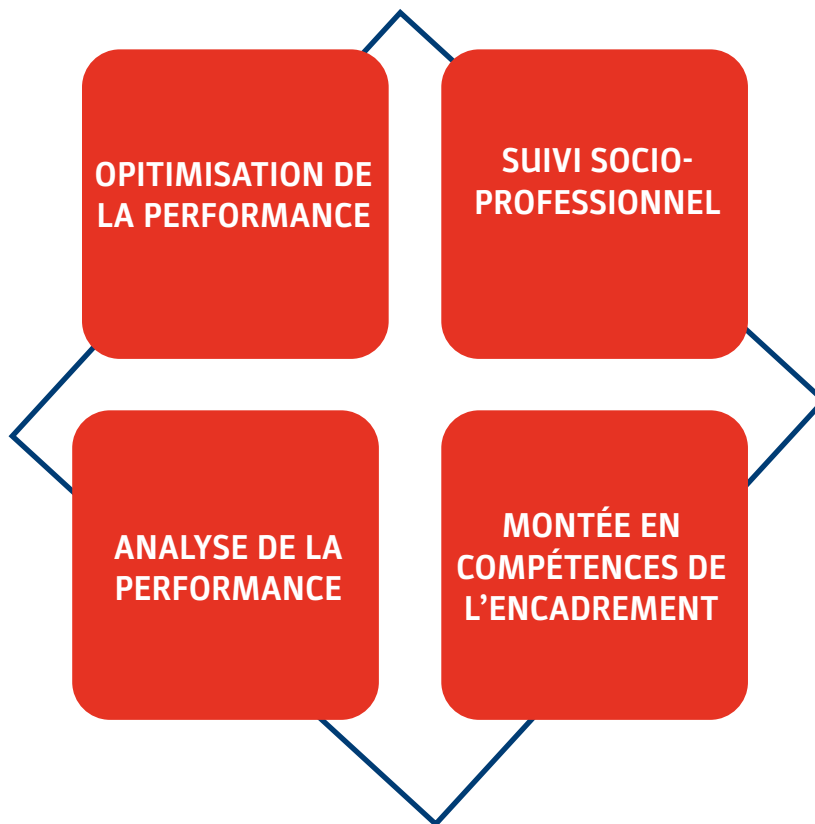 OPITIMISATION DE
LA PERFORMANCE
SUIVI SOCIO-
PROFESSIONNEL
ANALYSE DE LA
PERFORMANCE
MONTÉE EN
COMPÉTENCES DE
L’ENCADREMENT